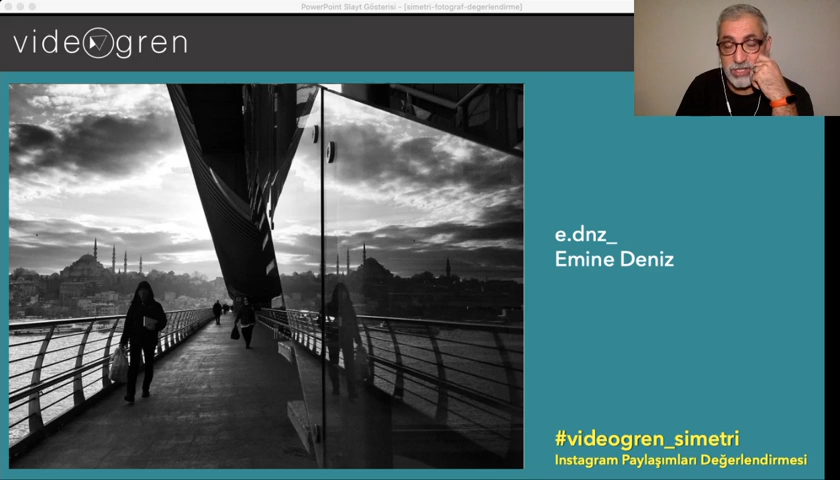 PowerPoint Slayt Gösterisi - [simetri-fotograf-degerlendirme]
videogren
e.dnz_
Emine Deniz
#videogren_simetri
Instagram Paylaşımları Değerlendirmesi